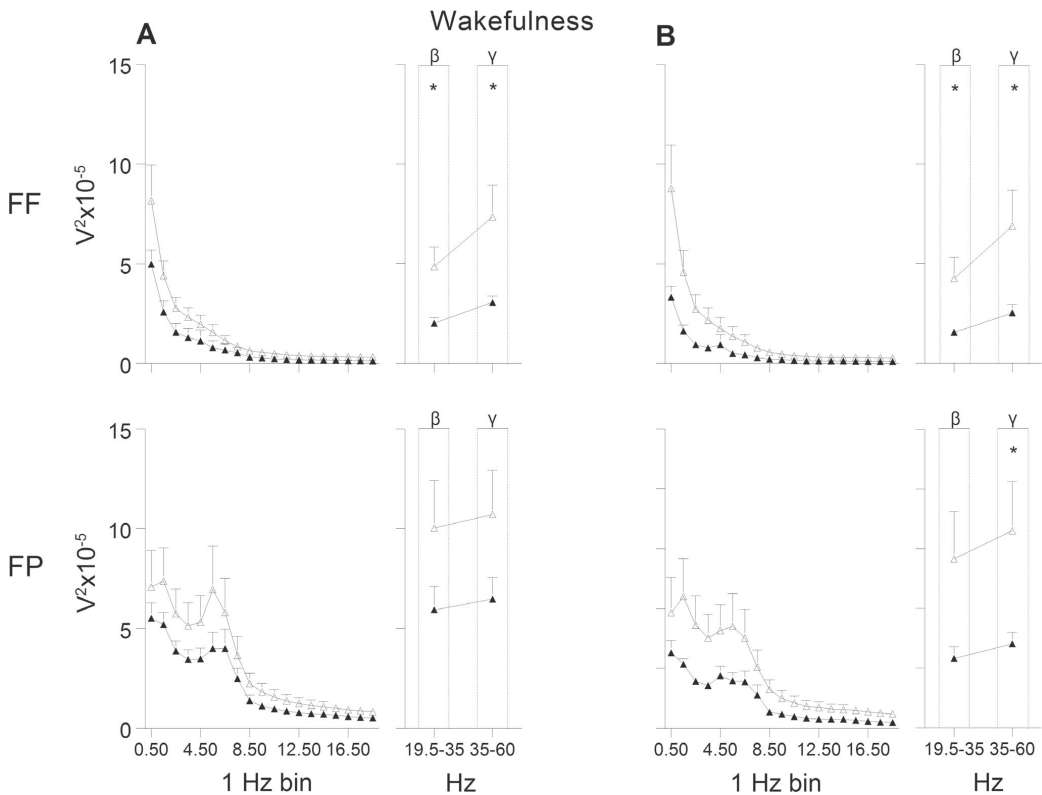 Wakefulness
A
B
β γ
β γ
15
* *
* *
10
FF
V²x10⁻⁵
5
0
β γ
β γ
15
*
10
FP
V²x10⁻⁵
5
0
0.50 4.50 8.50 12.50 16.50
19.5-35 35-60
0.50 4.50 8.50 12.50 16.50
19.5-35 35-60
1 Hz bin
Hz
1 Hz bin
Hz